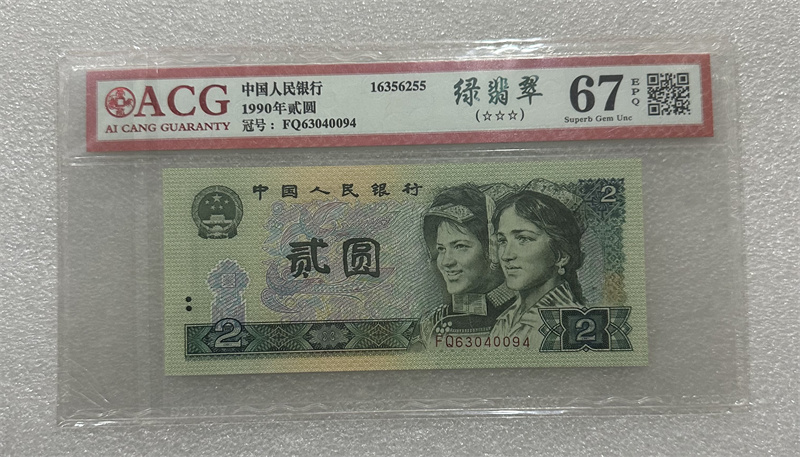 ACG
AI CANG GUARANTY
中国人民银行
1990年贰圆
冠号：FQ63040094
16356255
绿翡翠
(☆☆☆)
67
EPQ
Superb Gem Unc
中国人民银行
2
贰圆
2
FQ63040094
2